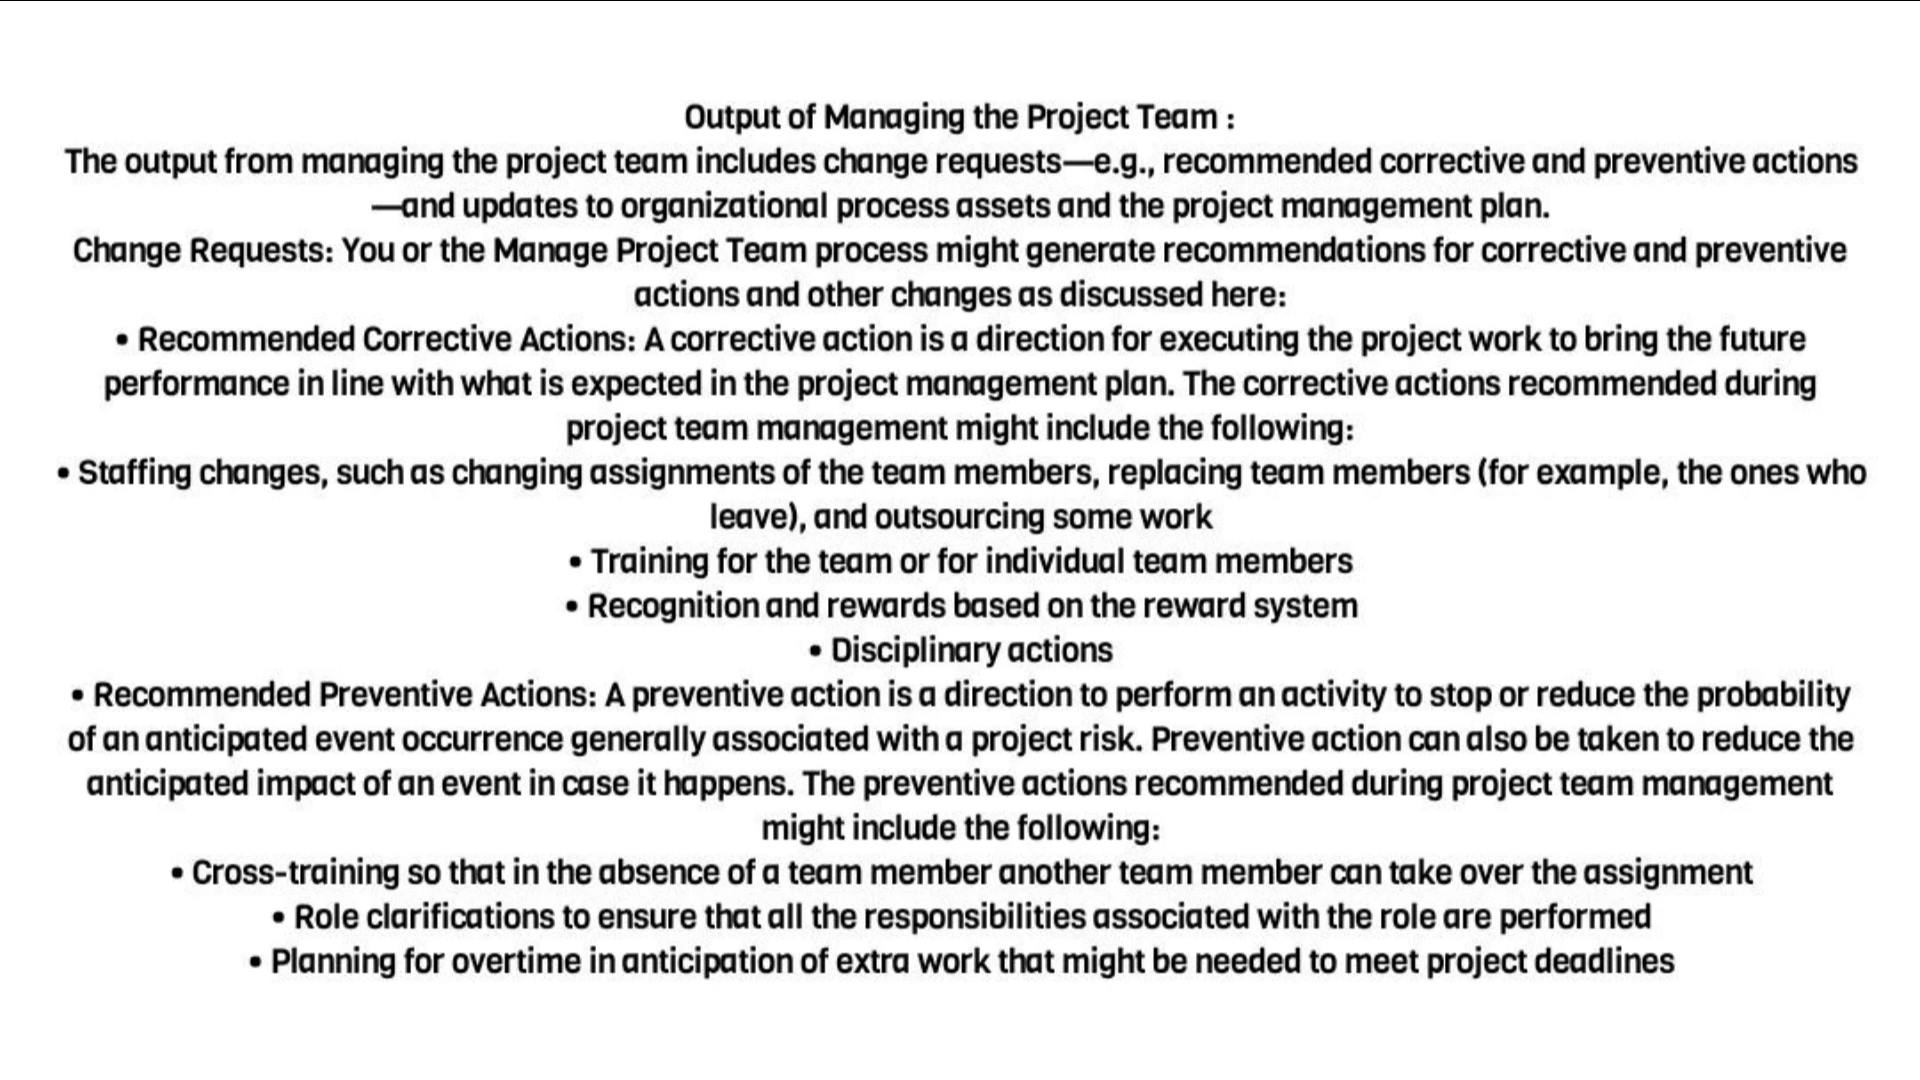 Output of Managing the Project Team :
The output from managing the project team includes change requests—e.g., recommended corrective and preventive actions
—and updates to organizational process assets and the project management plan.
Change Requests: You or the Manage Project Team process might generate recommendations for corrective and preventive
actions and other changes as discussed here:
• Recommended Corrective Actions: A corrective action is a direction for executing the project work to bring the future
performance in line with what is expected in the project management plan. The corrective actions recommended during
project team management might include the following:
• Staffing changes, such as changing assignments of the team members, replacing team members (for example, the ones who
leave), and outsourcing some work
• Training for the team or for individual team members
• Recognition and rewards based on the reward system
• Disciplinary actions
• Recommended Preventive Actions: A preventive action is a direction to perform an activity to stop or reduce the probability
of an anticipated event occurrence generally associated with a project risk. Preventive action can also be taken to reduce the
anticipated impact of an event in case it happens. The preventive actions recommended during project team management
might include the following:
• Cross-training so that in the absence of a team member another team member can take over the assignment
• Role clarifications to ensure that all the responsibilities associated with the role are performed
• Planning for overtime in anticipation of extra work that might be needed to meet project deadlines